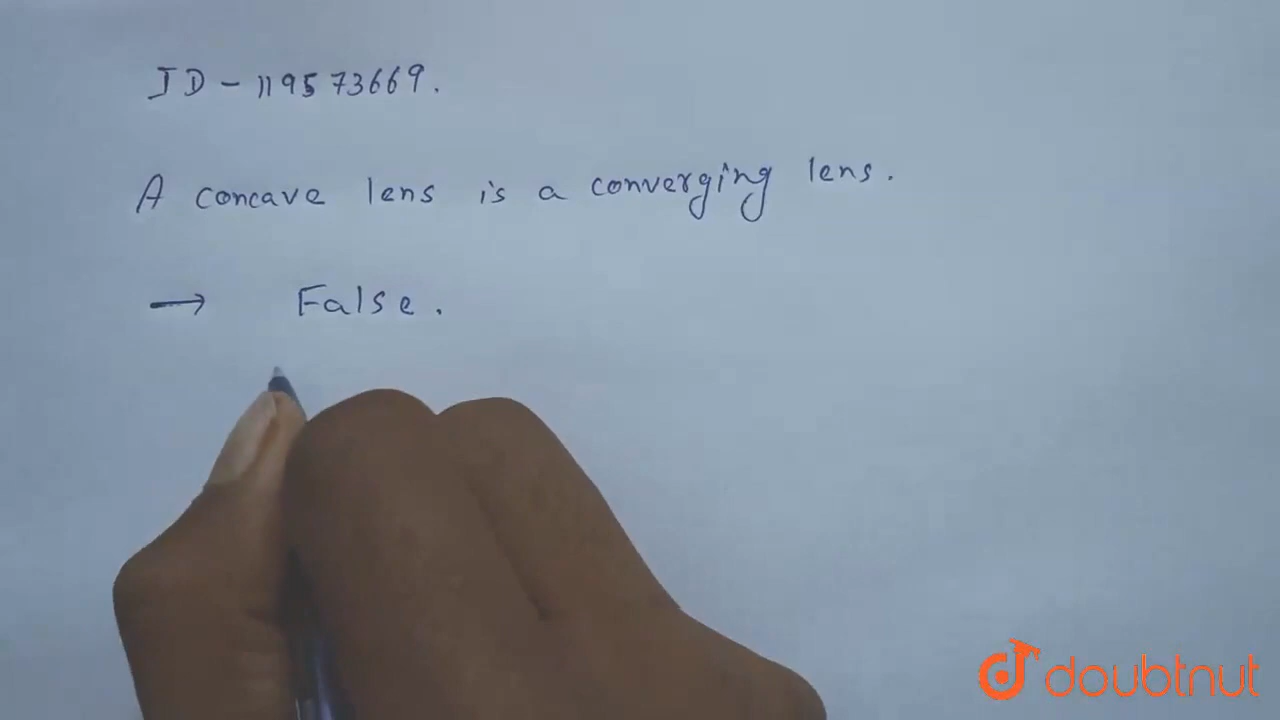 ID - 119573669.
A concave lens is a converging lens.
→ False.
doubtnut